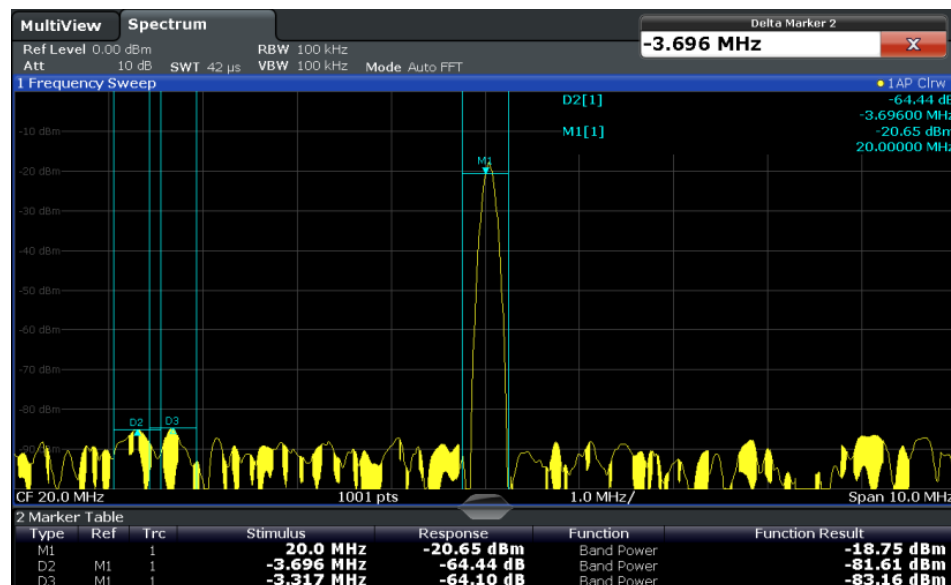 MultiView Spectrum
Delta Marker 2
-3.696 MHz X
Ref Level 0.00 dBm RBW 100 kHz
Att 10 dB SWT 42 µs VBW 100 kHz Mode Auto FFT
1 Frequency Sweep 1AP Clrw
D2[1] -64.44 dB
-3.69600 MHz
M1[1] -20.65 dBm
20.00000 MHz
-10 dBm
M1
-20 dBm
-30 dBm
-40 dBm
-50 dBm
-60 dBm
-70 dBm
-80 dBm
D2 D3
CF 20.0 MHz 1001 pts 1.0 MHz/ Span 10.0 MHz
2 Marker Table
Type Ref Trc Stimulus Response Function Function Result
M1 1 20.0 MHz -20.65 dBm Band Power -18.75 dBm
D2 M1 1 -3.696 MHz -64.44 dB Band Power -81.61 dBm
D3 M1 1 -3.317 MHz -64.10 dB Band Power -83.16 dBm